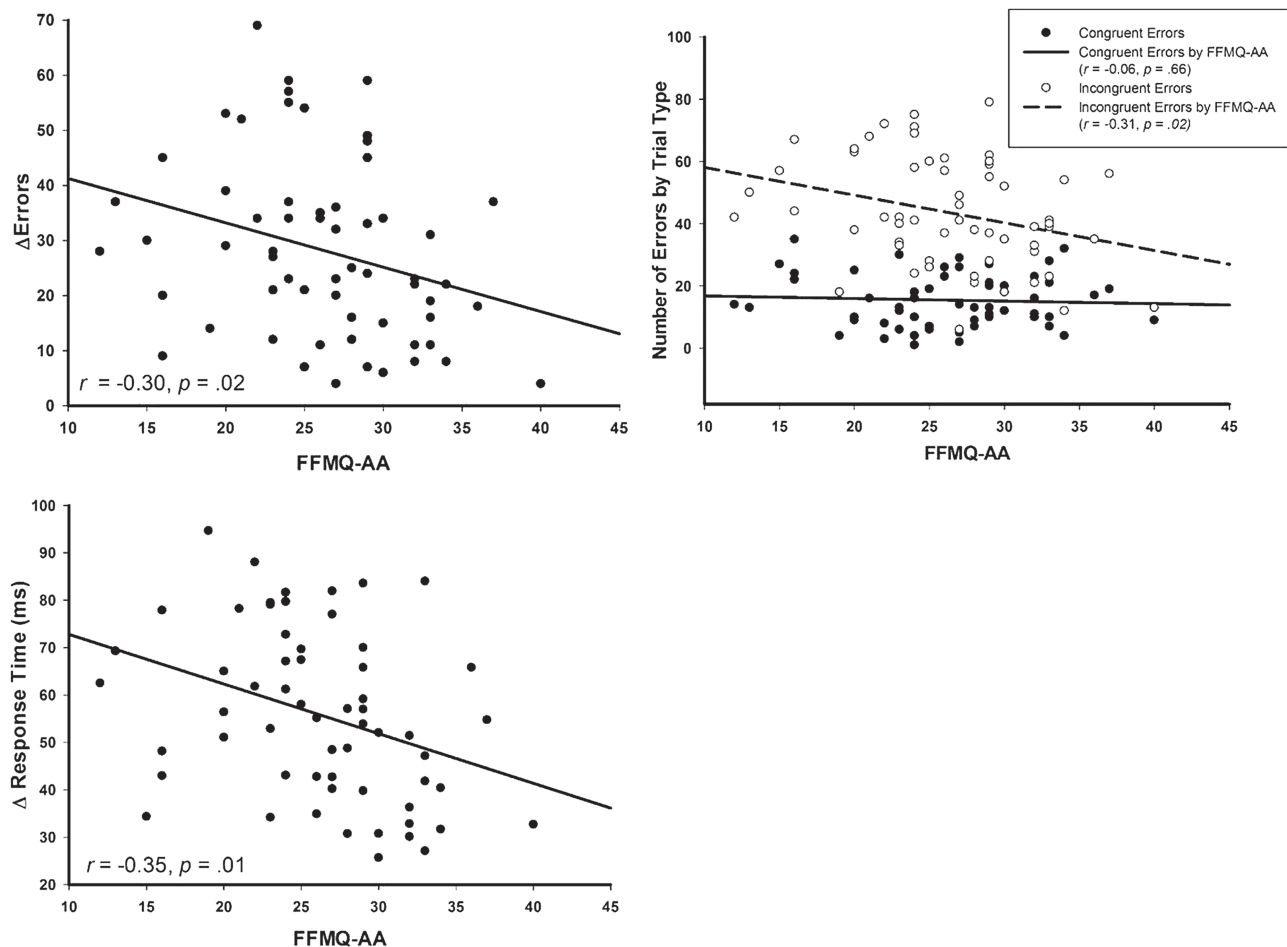 70
60
50
40
30
20
10
0
ΔErrors
r = -0.30, p = .02
10 15 20 25 30 35 40 45
FFMQ-AA
Congruent Errors
Congruent Errors by FFMQ-AA
(r = -0.06, p = .66)
Incongruent Errors
Incongruent Errors by FFMQ-AA
(r = -0.31, p = .02)
100
80
60
40
20
0
Number of Errors by Trial Type
10 15 20 25 30 35 40 45
FFMQ-AA
100
90
80
70
60
50
40
30
20
Δ Response Time (ms)
r = -0.35, p = .01
10 15 20 25 30 35 40 45
FFMQ-AA